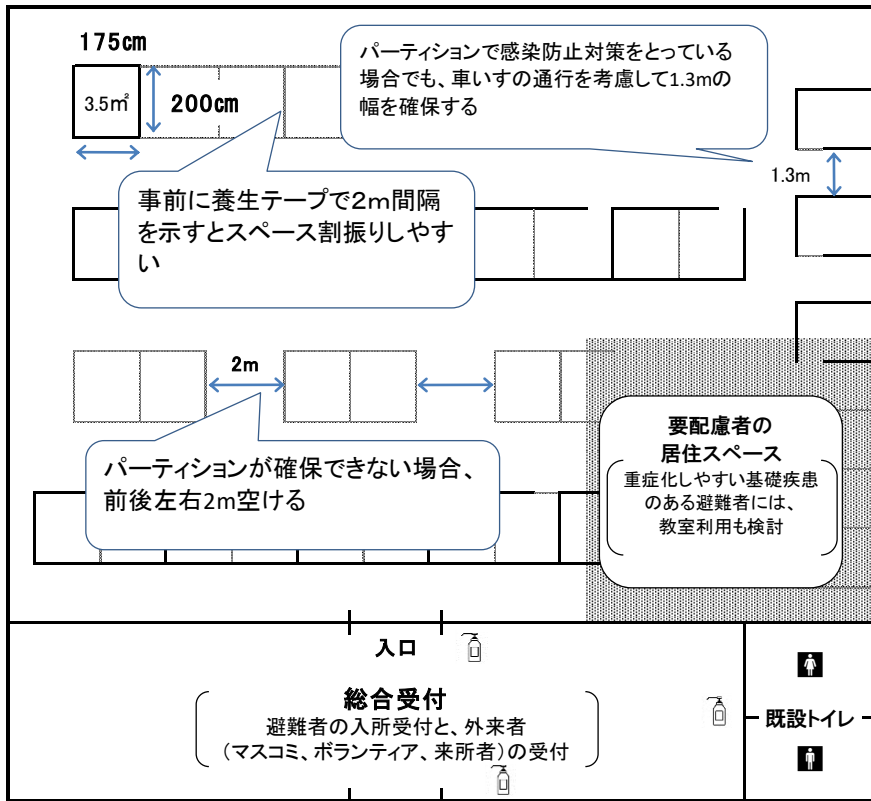 175cm
3.5㎡
200cm
パーティションで感染防止対策をとっている
場合でも、車いすの通行を考慮して1.3mの
幅を確保する
1.3m
事前に養生テープで2m間隔
を示すとスペース割振りしやす
い
2m
パーティションが確保できない場合、
前後左右2m空ける
要配慮者の
居住スペース
重症化しやすい基礎疾患
のある避難者には、
教室利用も検討
入口
総合受付
避難者の入所受付と、外来者
（マスコミ、ボランティア、来所者）の受付
既設トイレ